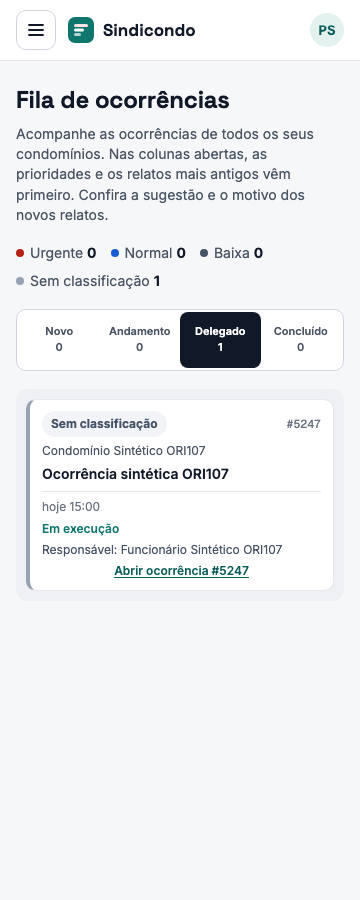 Sindicondo
PS
Fila de ocorrências
Acompanhe as ocorrências de todos os seus
condomínios. Nas colunas abertas, as
prioridades e os relatos mais antigos vêm
primeiro. Confira a sugestão e o motivo dos
novos relatos.
Urgente 0 Normal 0 Baixa 0
Sem classificação 1
Novo Andamento Delegado Concluído
0 0 1 0
Sem classificação #5247
Condomínio Sintético ORI107
Ocorrência sintética ORI107
hoje 15:00
Em execução
Responsável: Funcionário Sintético ORI107
Abrir ocorrência #5247